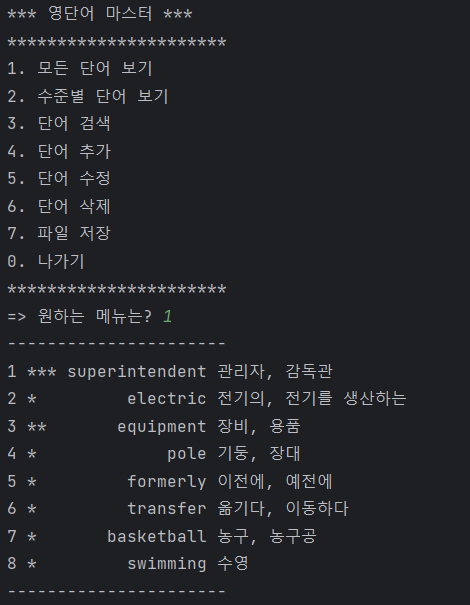 *** 영단어 마스터 ***
**********************
1. 모든 단어 보기
2. 수준별 단어 보기
3. 단어 검색
4. 단어 추가
5. 단어 수정
6. 단어 삭제
7. 파일 저장
0. 나가기
**********************
=> 원하는 메뉴는? 1
----------------------
1 *** superintendent 관리자, 감독관
2 *         electric 전기의, 전기를 생산하는
3 **       equipment 장비, 용품
4 *             pole 기둥, 장대
5 *         formerly 이전에, 예전에
6 *         transfer 옮기다, 이동하다
7 *       basketball 농구, 농구공
8 *         swimming 수영
----------------------